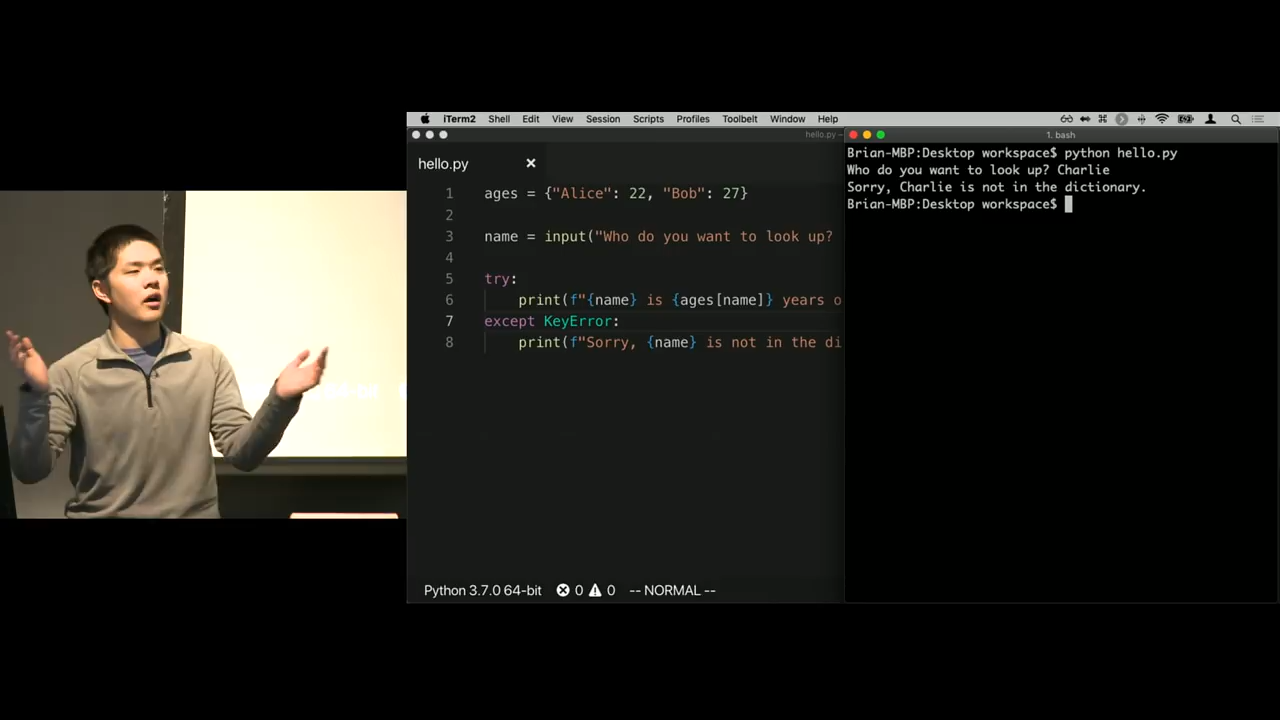 iTerm2 Shell Edit View Session Scripts Profiles Toolbelt Window Help
hello.py
1. bash
hello.py
1 ages = {"Alice": 22, "Bob": 27}
2
3 name = input("Who do you want to look up?
4
5 try:
6 print(f"{name} is {ages[name]} years o
7 except KeyError:
8 print(f"Sorry, {name} is not in the di
Python 3.7.0 64-bit 0 0 -- NORMAL --
Brian-MBP:Desktop workspace$ python hello.py
Who do you want to look up? Charlie
Sorry, Charlie is not in the dictionary.
Brian-MBP:Desktop workspace$